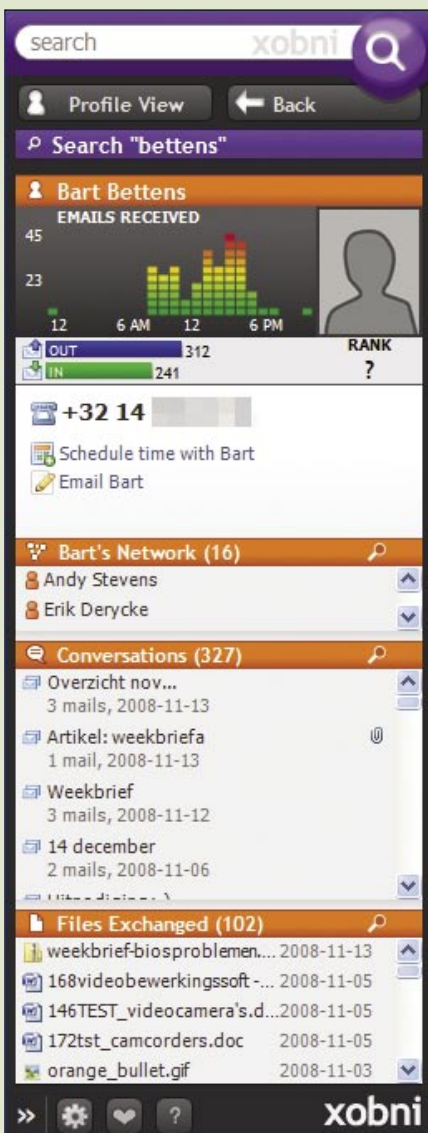 search xobni
Profile View Back
Search "bettens"
Bart Bettens
EMAILS RECEIVED
45
23
12 6 AM 12 6 PM
OUT 312 RANK
IN 241 ?
+32 14
Schedule time with Bart
Email Bart
Bart's Network (16)
Andy Stevens
Erik Derycke
Conversations (327)
Overzicht nov...
3 mails, 2008-11-13
Artikel: weekbriefa
1 mail, 2008-11-13
Weekbrief
3 mails, 2008-11-12
14 december
2 mails, 2008-11-06
Files Exchanged (102)
weekbrief-biosproblemen.... 2008-11-13
168videobewerkingssoft -... 2008-11-05
146TEST_videocamera's.d... 2008-11-05
172tst_camcorders.doc 2008-11-05
orange_bullet.gif 2008-11-03
» ? xobni